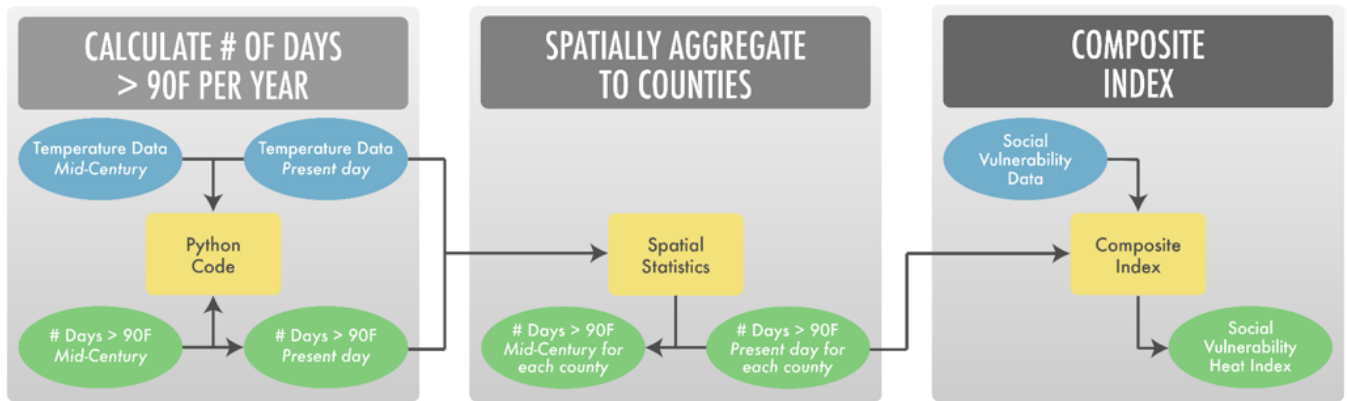 CALCULATE # OF DAYS
> 90F PER YEAR
Temperature Data
Mid-Century
Temperature Data
Present day
Python
Code
# Days > 90F
Mid-Century
# Days > 90F
Present day
SPATIALLY AGGREGATE
TO COUNTIES
Spatial
Statistics
# Days > 90F
Mid-Century for
each county
# Days > 90F
Present day for
each county
COMPOSITE
INDEX
Social
Vulnerability
Data
Composite
Index
Social
Vulnerability
Heat Index